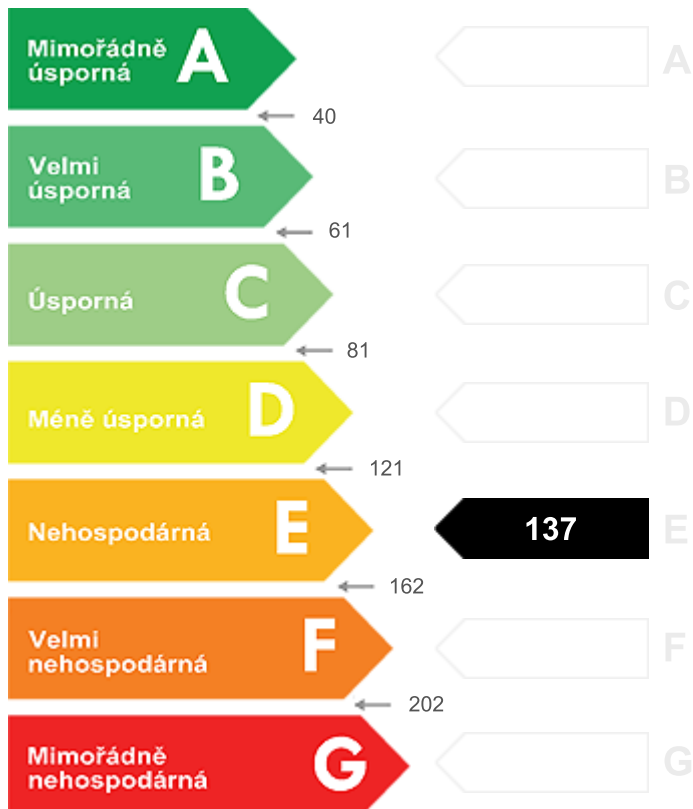 Mimořádně
úsporná
A
A
40
Velmi
úsporná
B
B
61
Úsporná
C
C
81
Méně úsporná
D
D
121
Nehospodárná
E
137
E
162
Velmi
nehospodárná
F
F
202
Mimořádně
nehospodárná
G
G